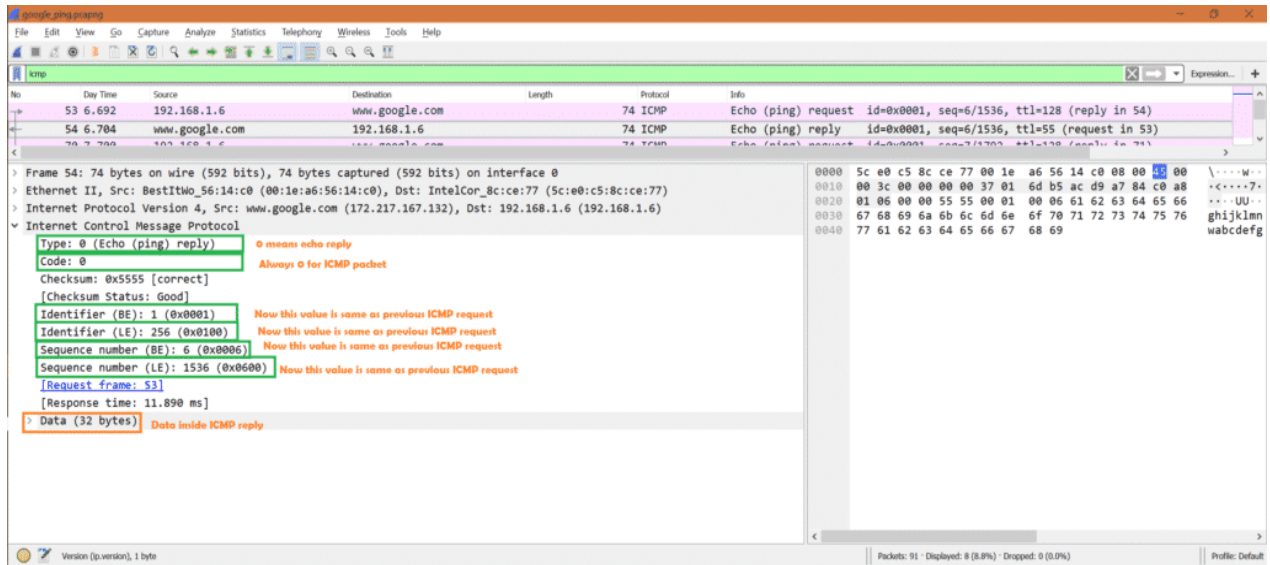 google_ping.pcapng
File Edit View Go Capture Analyze Statistics Telephony Wireless Tools Help
icmp
Expression... +
No Day Time Source Destination Length Protocol Info
53 6.692 192.168.1.6 www.google.com 74 ICMP Echo (ping) request id=0x0001, seq=6/1536, ttl=128 (reply in 54)
54 6.704 www.google.com 192.168.1.6 74 ICMP Echo (ping) reply id=0x0001, seq=6/1536, ttl=55 (request in 53)
Frame 54: 74 bytes on wire (592 bits), 74 bytes captured (592 bits) on interface 0
Ethernet II, Src: BestItWo_56:14:c0 (00:1e:a6:56:14:c0), Dst: IntelCor_8c:ce:77 (5c:e0:c5:8c:ce:77)
Internet Protocol Version 4, Src: www.google.com (172.217.167.132), Dst: 192.168.1.6 (192.168.1.6)
Internet Control Message Protocol
Type: 0 (Echo (ping) reply) 0 means echo reply
Code: 0 Always 0 for ICMP packet
Checksum: 0x5555 [correct]
[Checksum Status: Good]
Identifier (BE): 1 (0x0001) Now this value is same as previous ICMP request
Identifier (LE): 256 (0x0100) Now this value is same as previous ICMP request
Sequence number (BE): 6 (0x0006) Now this value is same as previous ICMP request
Sequence number (LE): 1536 (0x0600) Now this value is same as previous ICMP request
[Request frame: 53]
[Response time: 11.890 ms]
Data (32 bytes) Data inside ICMP reply
0000 5c e0 c5 8c ce 77 00 1e a6 56 14 c0 08 00 45 00 \····w··
0010 00 3c 00 00 00 00 37 01 6d b5 ac d9 a7 84 c0 a8 ·<····7·
0020 01 06 00 00 55 55 00 01 00 06 61 62 63 64 65 66 ····UU··
0030 67 68 69 6a 6b 6c 6d 6e 6f 70 71 72 73 74 75 76 ghijklmn
0040 77 61 62 63 64 65 66 67 68 69 wabcdefg
Version (ip.version), 1 byte
Packets: 91 · Displayed: 8 (8.8%) · Dropped: 0 (0.0%)
Profile: Default